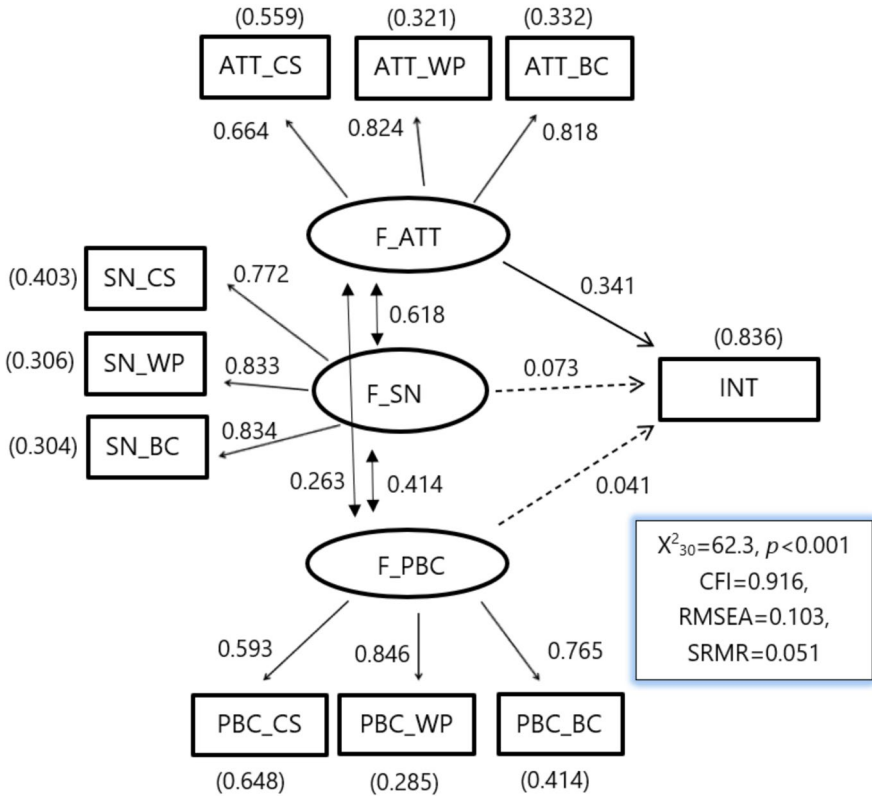 (0.559) (0.321) (0.332)
ATT_CS ATT_WP ATT_BC
0.664 0.824 0.818
F_ATT
(0.403) SN_CS 0.772
0.341
0.618
(0.836)
(0.306) SN_WP 0.833
F_SN
0.073
INT
(0.304) SN_BC 0.834
0.263 0.414
0.041
F_PBC
X²₃₀=62.3, p<0.001
CFI=0.916,
RMSEA=0.103,
SRMR=0.051
0.593 0.846 0.765
PBC_CS PBC_WP PBC_BC
(0.648) (0.285) (0.414)